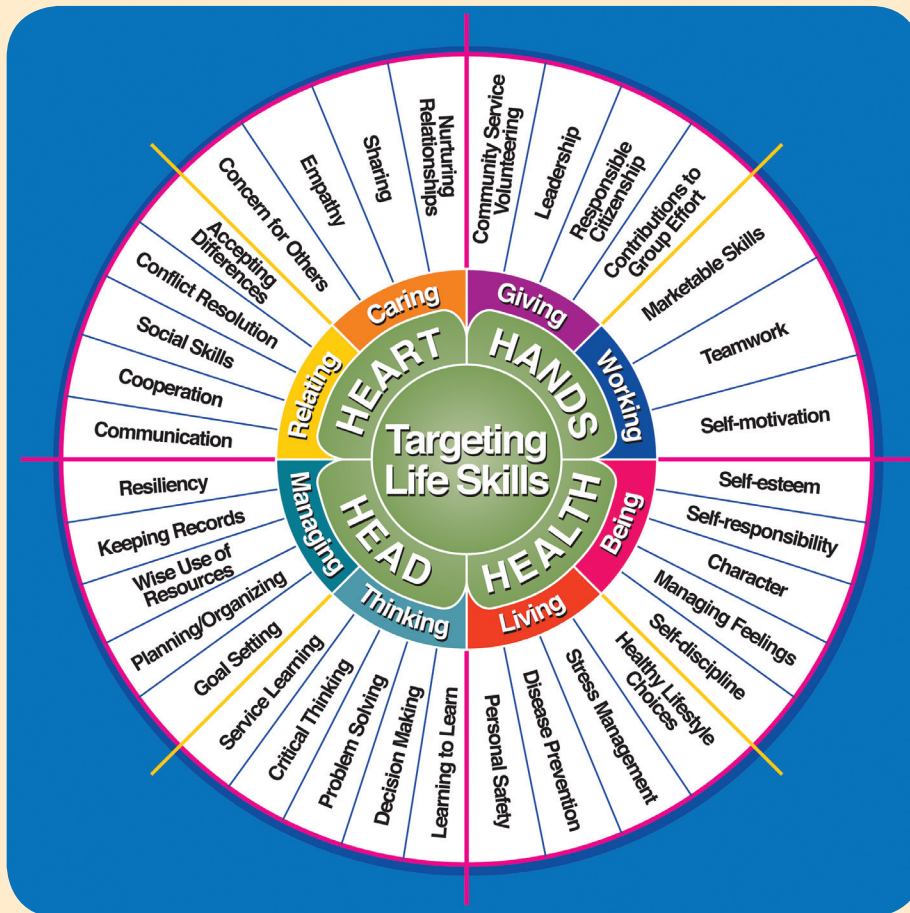 Targeting
Life Skills
HEART
HANDS
HEALTH
HEAD
Caring
Giving
Working
Being
Living
Thinking
Managing
Relating
Community Service
Volunteering
Leadership
Responsible
Citizenship
Contributions to
Group Effort
Marketable Skills
Teamwork
Self-motivation
Self-esteem
Self-responsibility
Character
Managing Feelings
Self-discipline
Healthy Lifestyle
Choices
Stress Management
Disease Prevention
Personal Safety
Learning to Learn
Decision Making
Problem Solving
Critical Thinking
Service Learning
Goal Setting
Planning/Organizing
Wise Use of
Resources
Keeping Records
Resiliency
Communication
Cooperation
Social Skills
Conflict Resolution
Accepting
Differences
Concern for Others
Empathy
Sharing
Nurturing
Relationships